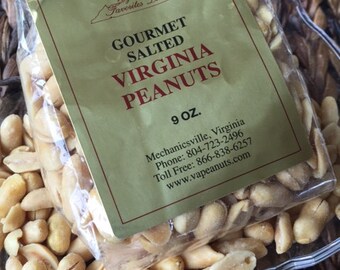 Favorites
GOURMET
SALTED
VIRGINIA
PEANUTS
9 OZ.
Mechanicsville, Virginia
Phone: 804-723-2496
Toll Free: 866-838-6257
www.vapeanuts.com